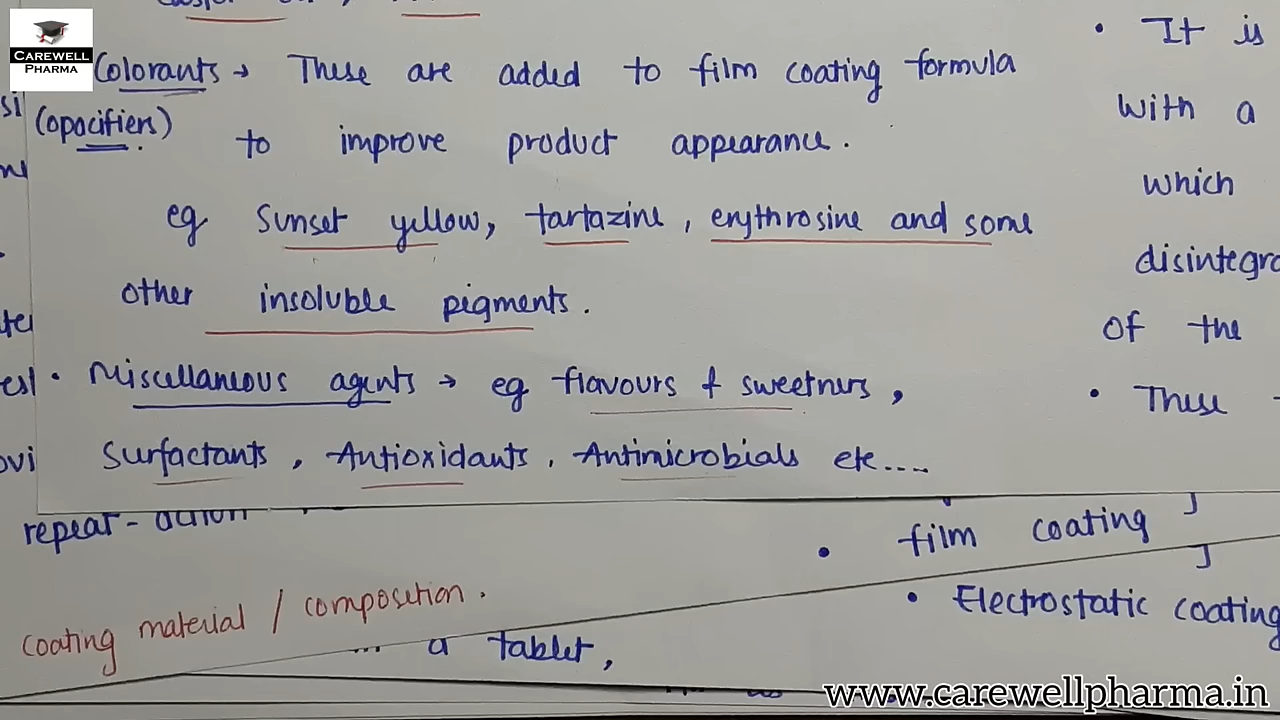 CAREWELL
PHARMA
Colorants → These are added to film coating formula
(opacifiers)
to improve product appearance.
eg Sunset yellow, tartazine, erythrosine and some
other insoluble pigments.
• Miscellaneous agents → eg flavours & sweetners,
Surfactants, Antioxidants, Antimicrobials etc....
• It is
with a
which
of the
• These
repeat-
coating material / composition.
• film coating
• Electrostatic coating
a tablet,
www.carewellpharma.in